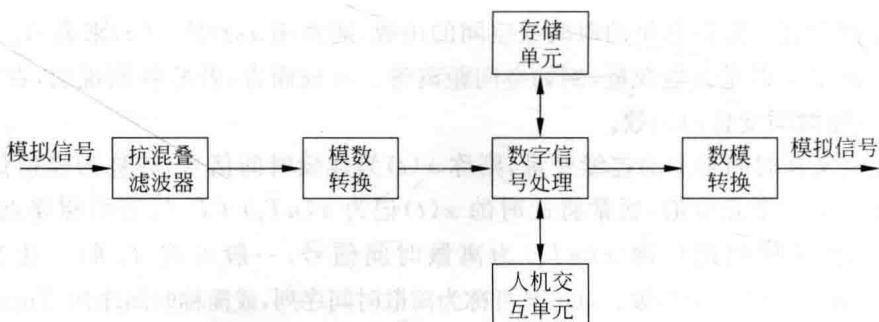 存储
单元
模拟信号
抗混叠
滤波器
模数
转换
数字信
号处理
数模
转换
模拟信号
人机交
互单元